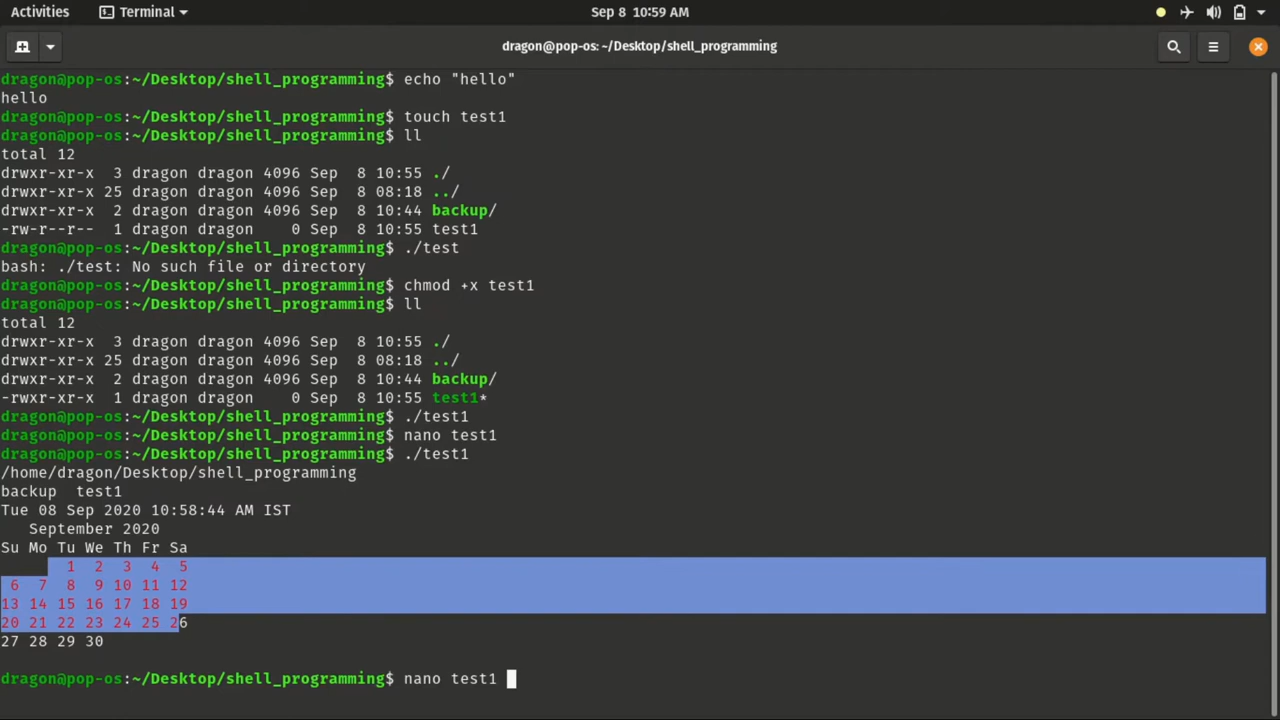 Activities Terminal Sep 8 10:59 AM
dragon@pop-os: ~/Desktop/shell_programming
dragon@pop-os:~/Desktop/shell_programming$ echo "hello"
hello
dragon@pop-os:~/Desktop/shell_programming$ touch test1
dragon@pop-os:~/Desktop/shell_programming$ ll
total 12
drwxr-xr-x  3 dragon dragon 4096 Sep  8 10:55 ./
drwxr-xr-x 25 dragon dragon 4096 Sep  8 08:18 ../
drwxr-xr-x  2 dragon dragon 4096 Sep  8 10:44 backup/
-rw-r--r--  1 dragon dragon    0 Sep  8 10:55 test1
dragon@pop-os:~/Desktop/shell_programming$ ./test
bash: ./test: No such file or directory
dragon@pop-os:~/Desktop/shell_programming$ chmod +x test1
dragon@pop-os:~/Desktop/shell_programming$ ll
total 12
drwxr-xr-x  3 dragon dragon 4096 Sep  8 10:55 ./
drwxr-xr-x 25 dragon dragon 4096 Sep  8 08:18 ../
drwxr-xr-x  2 dragon dragon 4096 Sep  8 10:44 backup/
-rwxr-xr-x  1 dragon dragon    0 Sep  8 10:55 test1*
dragon@pop-os:~/Desktop/shell_programming$ ./test1
dragon@pop-os:~/Desktop/shell_programming$ nano test1
dragon@pop-os:~/Desktop/shell_programming$ ./test1
/home/dragon/Desktop/shell_programming
backup  test1
Tue 08 Sep 2020 10:58:44 AM IST
   September 2020
Su Mo Tu We Th Fr Sa
       1  2  3  4  5
 6  7  8  9 10 11 12
13 14 15 16 17 18 19
20 21 22 23 24 25 26
27 28 29 30
dragon@pop-os:~/Desktop/shell_programming$ nano test1